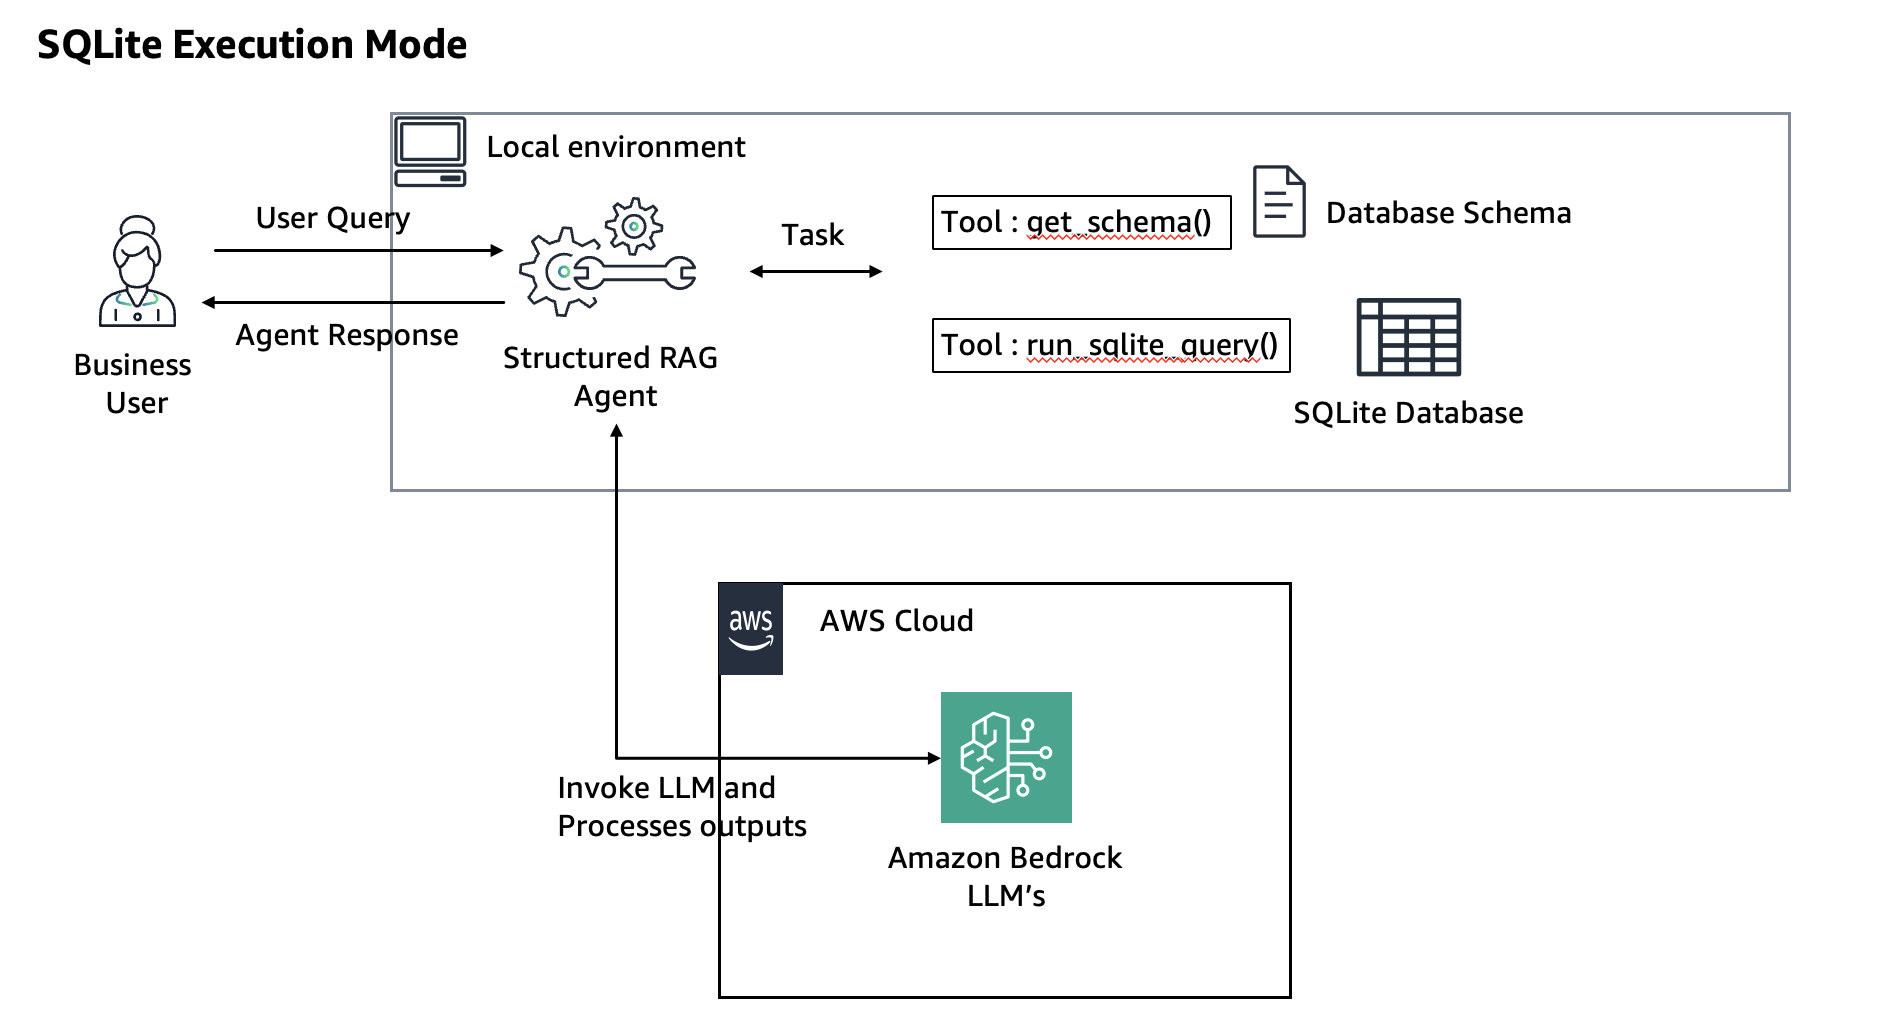 SQLite Execution Mode
Local environment
User Query
Agent Response
Business
User
Structured RAG
Agent
Task
Tool : get_schema()
Database Schema
Tool : run_sqlite_query()
SQLite Database
aws
AWS Cloud
Invoke LLM and
Processes outputs
Amazon Bedrock
LLM’s